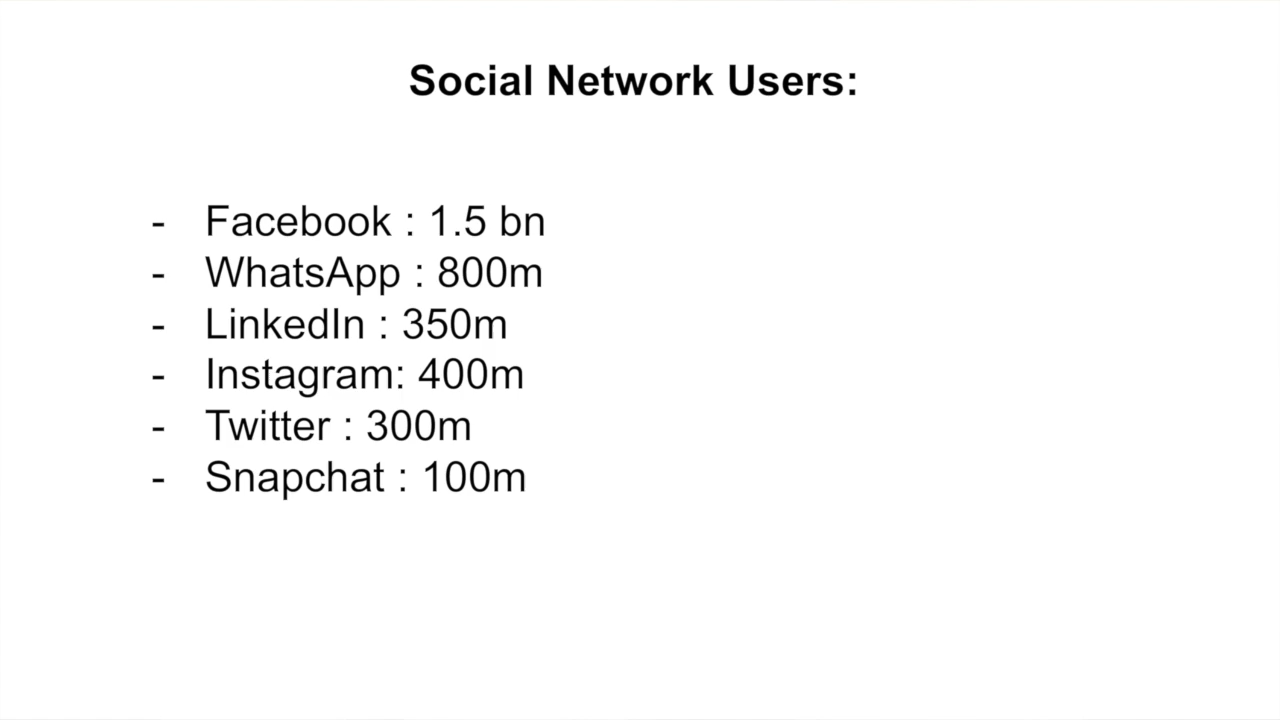 Social Network Users:
- Facebook : 1.5 bn
- WhatsApp : 800m
- LinkedIn : 350m
- Instagram: 400m
- Twitter : 300m
- Snapchat : 100m